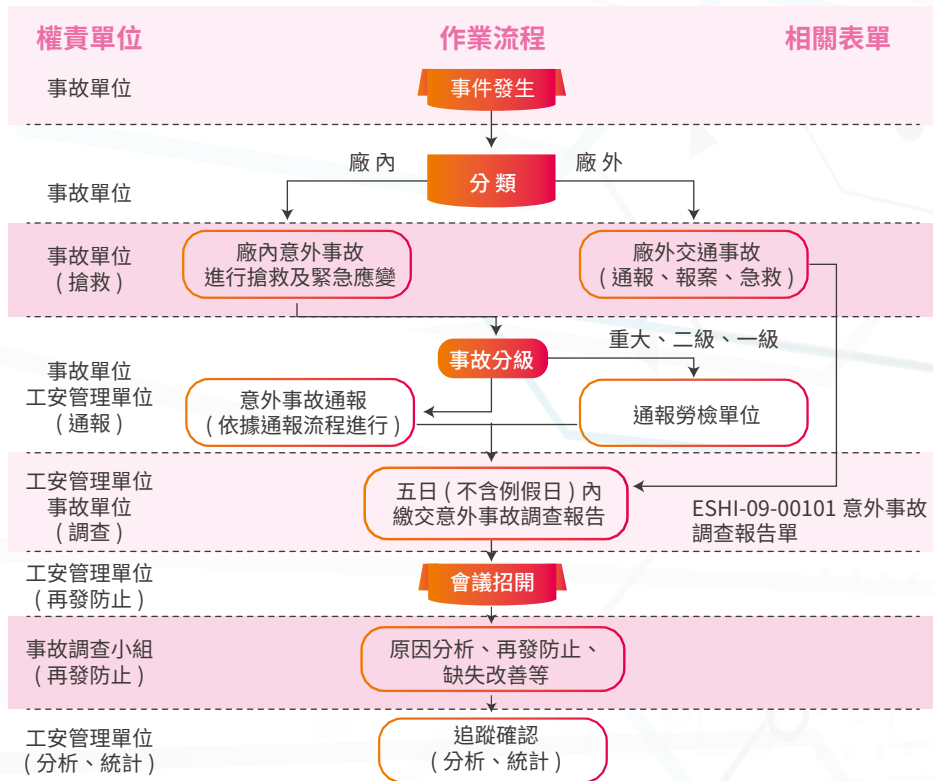 權責單位
作業流程
相關表單
事故單位
事件發生
廠 內
廠 外
分 類
事故單位
事故單位
( 搶救 )
廠內意外事故
進行搶救及緊急應變
廠外交通事故
( 通報、報案、急救 )
重大、二級、一級
事故分級
事故單位
工安管理單位
( 通報 )
意外事故通報
( 依據通報流程進行 )
通報勞檢單位
工安管理單位
事故單位
( 調查 )
五日 ( 不含例假日 ) 內
繳交意外事故調查報告
ESHI-09-00101 意外事故
調查報告單
工安管理單位
( 再發防止 )
會議招開
事故調查小組
( 再發防止 )
原因分析、再發防止、
缺失改善等
工安管理單位
( 分析、統計 )
追蹤確認
( 分析、統計 )